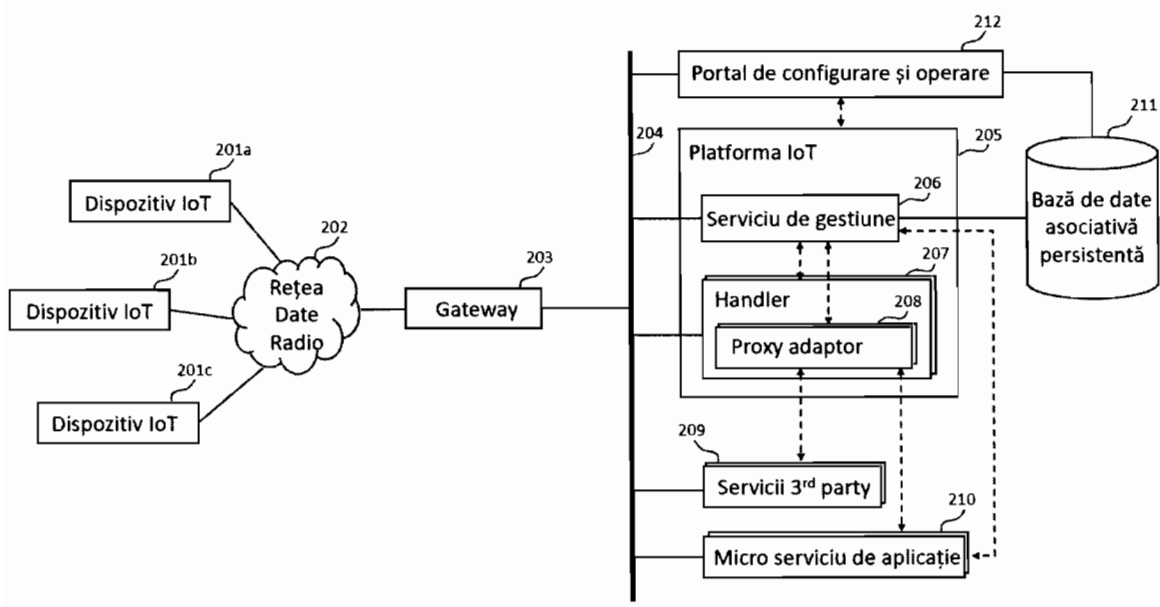 212
Portal de configurare și operare
211
204
205
Platforma IoT
201a
Dispozitiv IoT
206
Serviciu de gestiune
Bază de date
asociativă
persistentă
202
Rețea
Date
Radio
203
Gateway
201b
Dispozitiv IoT
207
Handler
208
Proxy adaptor
201c
Dispozitiv IoT
209
Servicii 3rd party
210
Micro serviciu de aplicație